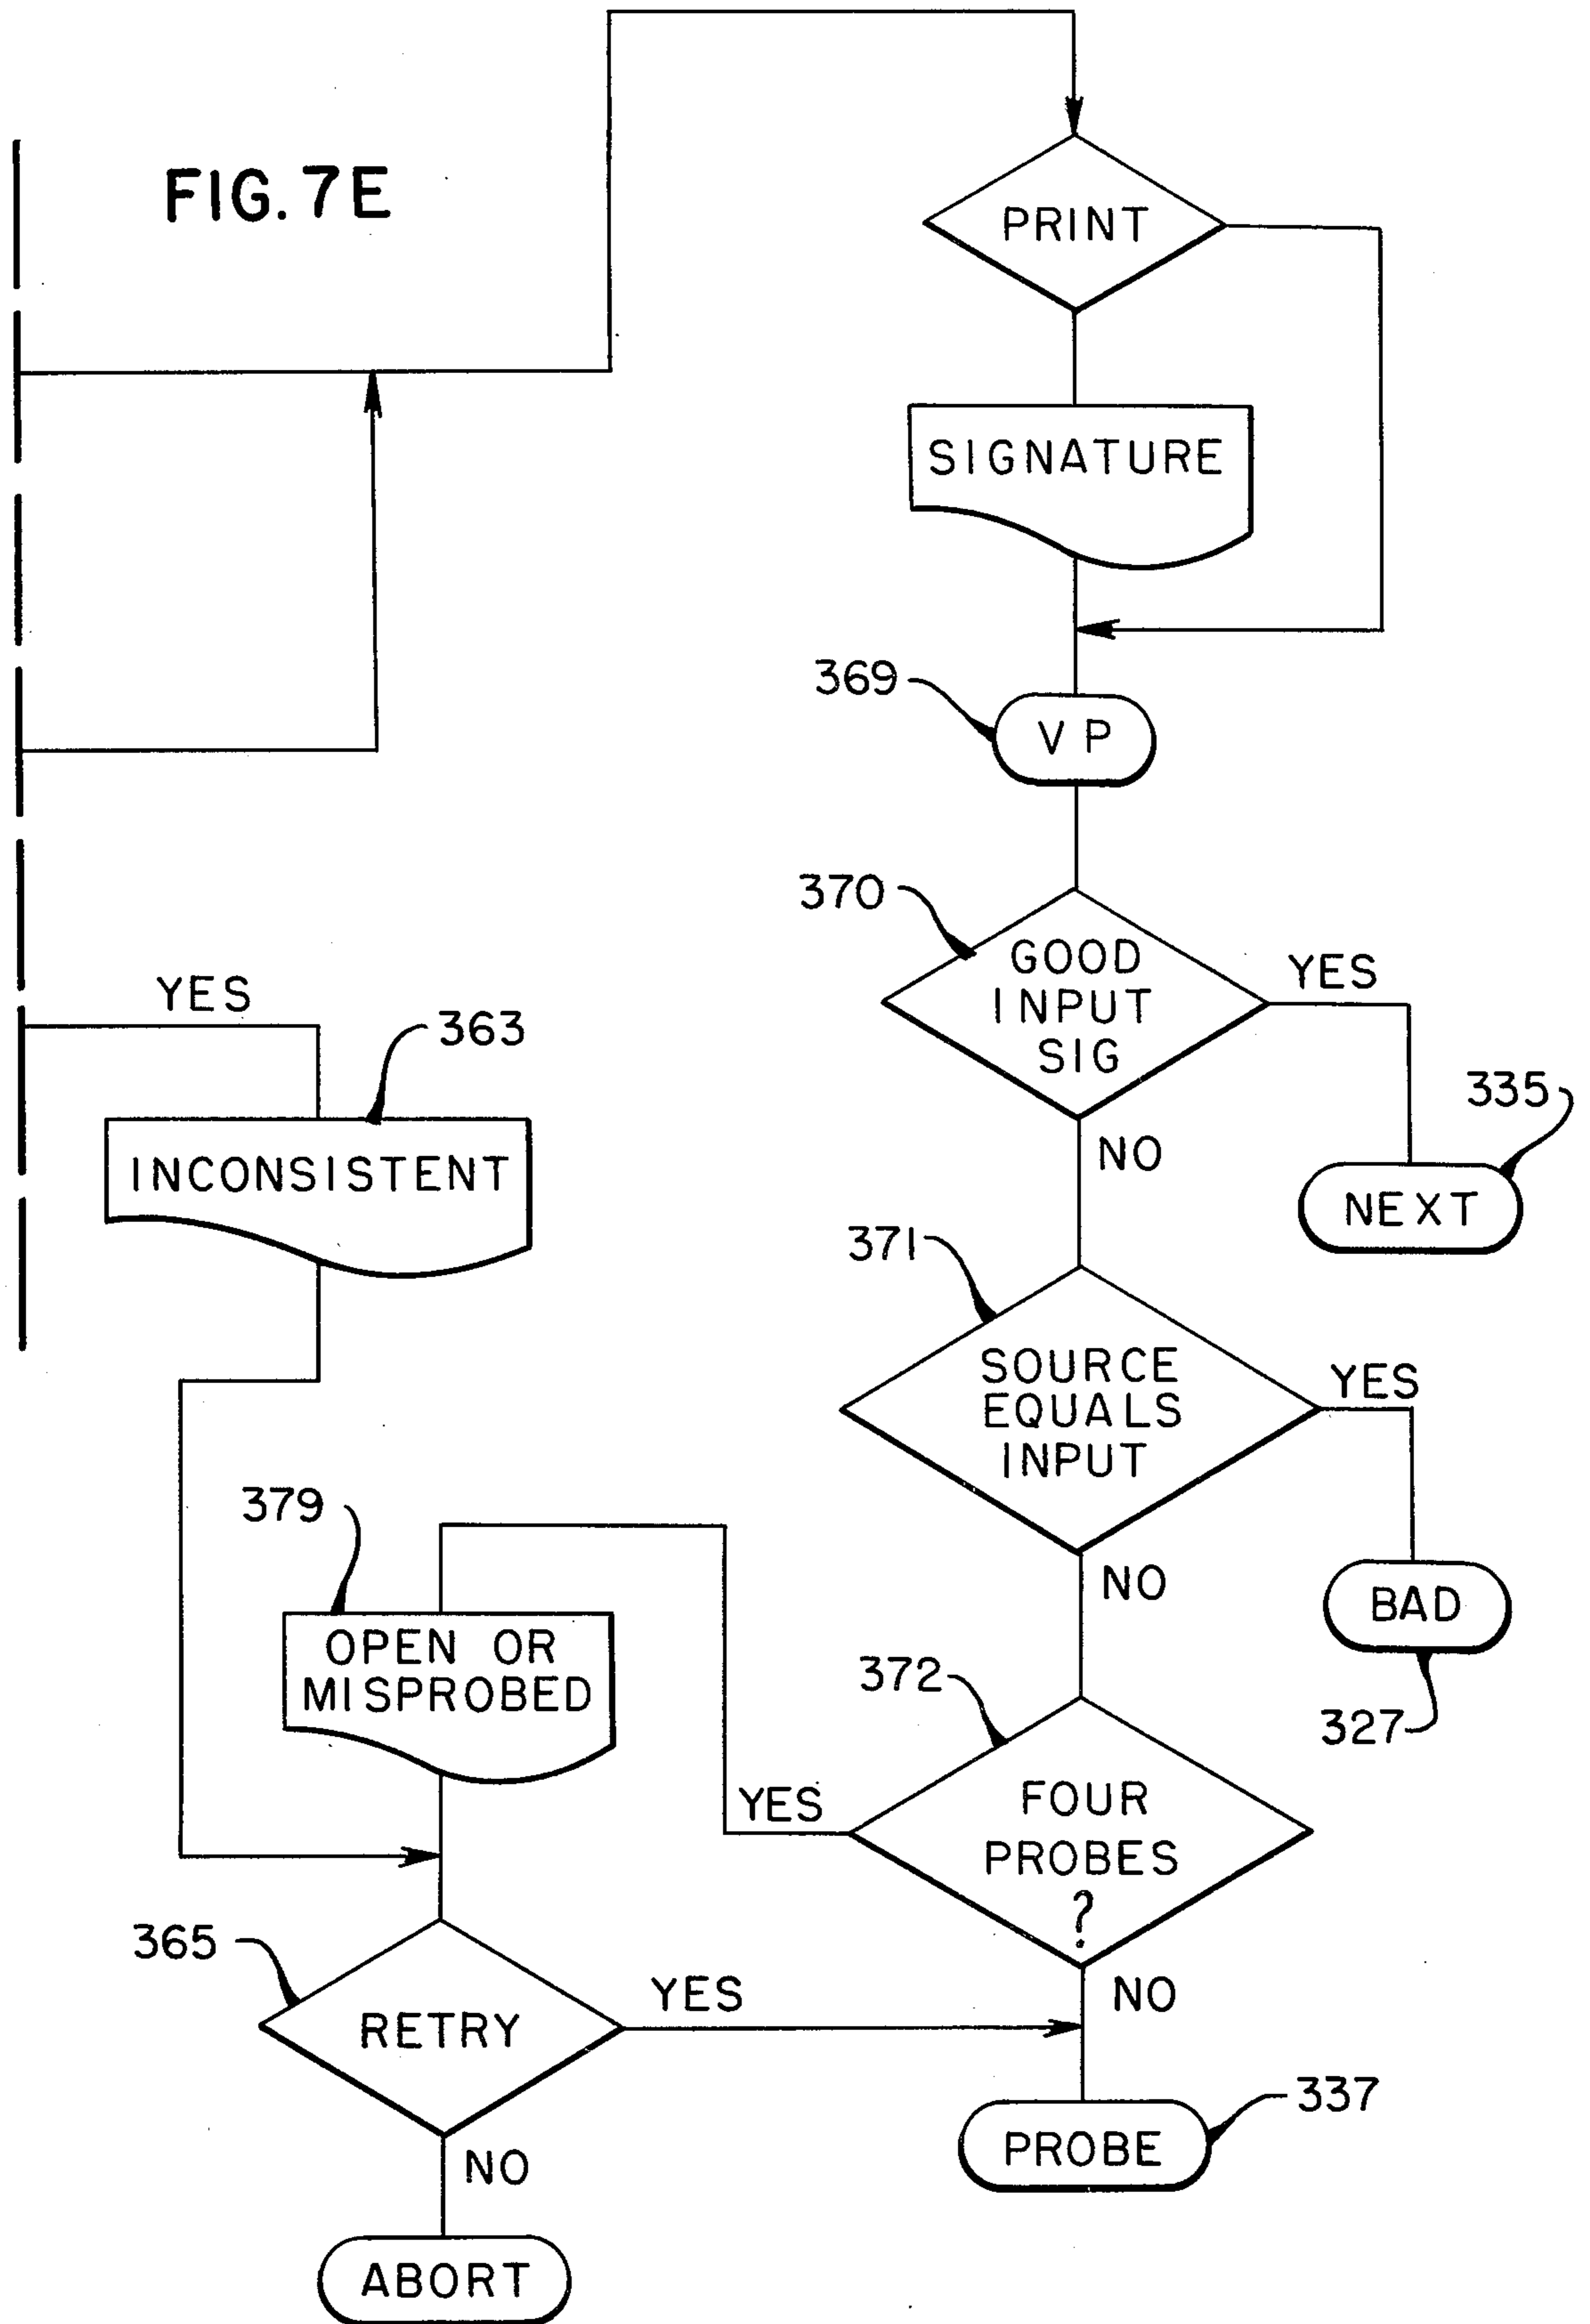 FIG. 7E
PRINT
SIGNATURE
369
VP
370
GOOD
INPUT
SIG
YES
NO
335
NEXT
YES
363
INCONSISTENT
371
SOURCE
EQUALS
INPUT
YES
NO
BAD
327
379
OPEN OR
MISPROBED
372
FOUR
PROBES
?
YES
NO
365
RETRY
YES
NO
337
PROBE
ABORT